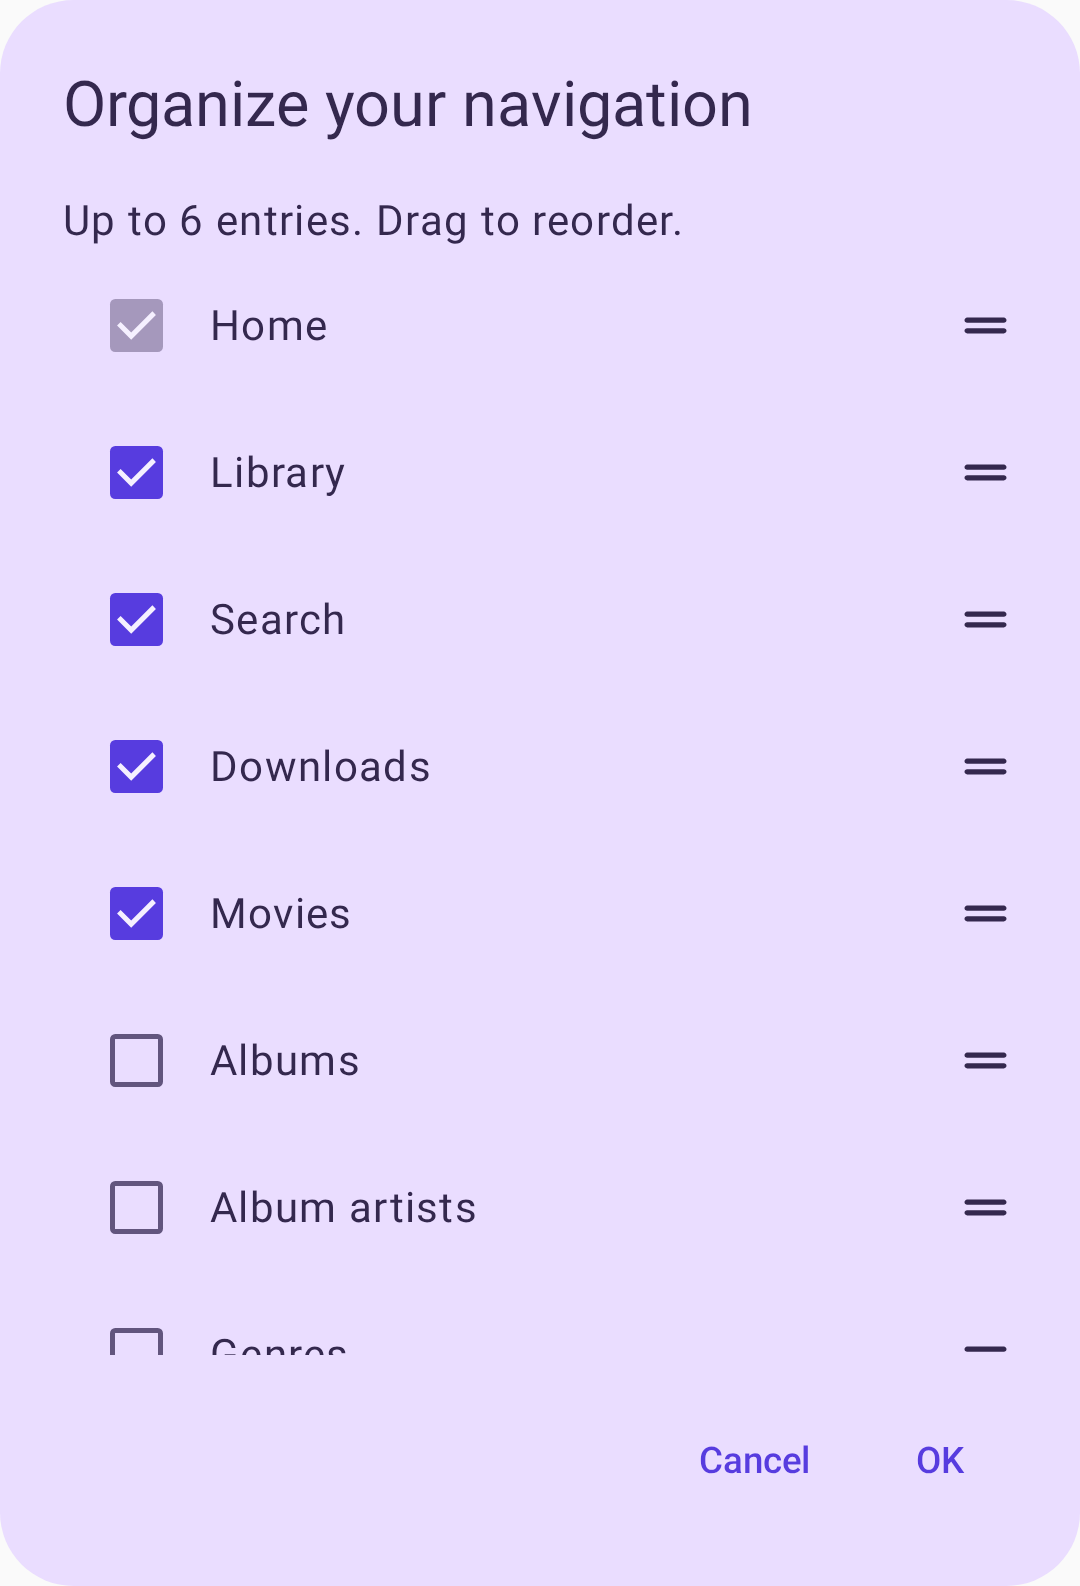 Organize your navigation
Up to 6 entries. Drag to reorder.
Home
Library
Search
Downloads
Movies
Albums
Album artists
Genres
Cancel
OK